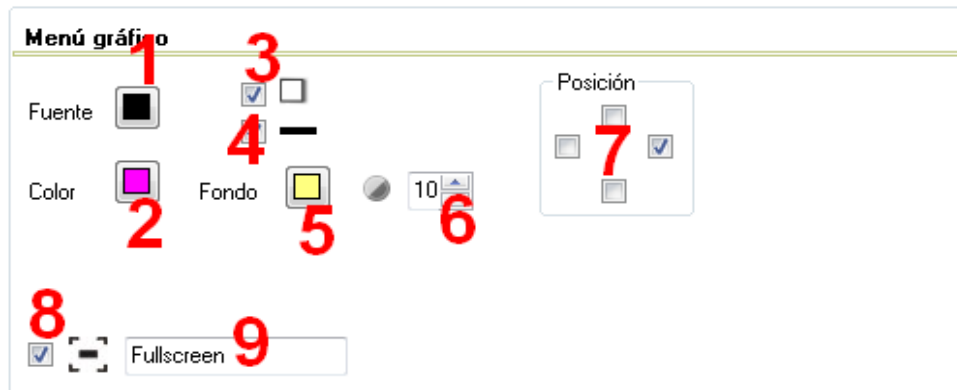 Menú gráfico
1
3
Posición
Fuente
4
7
Color
Fondo
10
2
5
6
8
9
Fullscreen